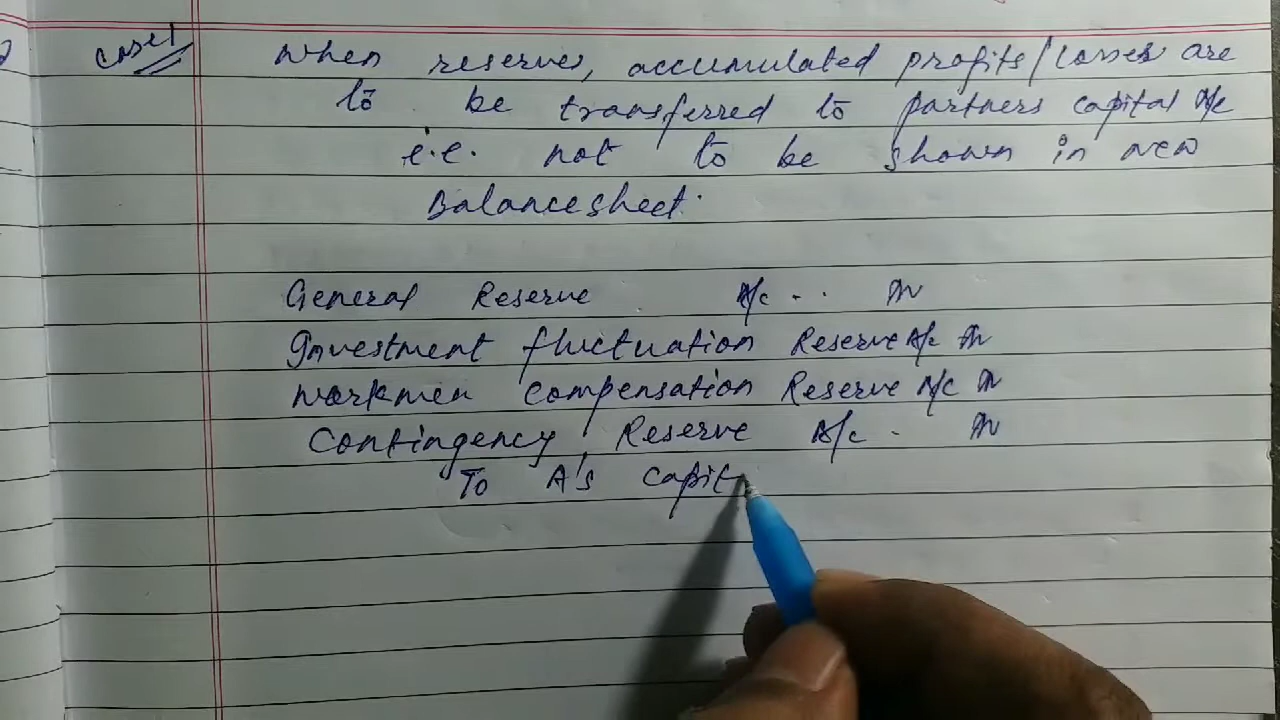 Case1 When reserves, accumulated profits/losses are
to be transferred to partners capital A/c
i.e. not to be shown in new
Balancesheet.
General Reserve A/c .. Dr
Investment fluctuation Reserve A/c Dr
Workmen compensation Reserve A/c Dr
Contingency Reserve A/c . Dr
To A's Capit